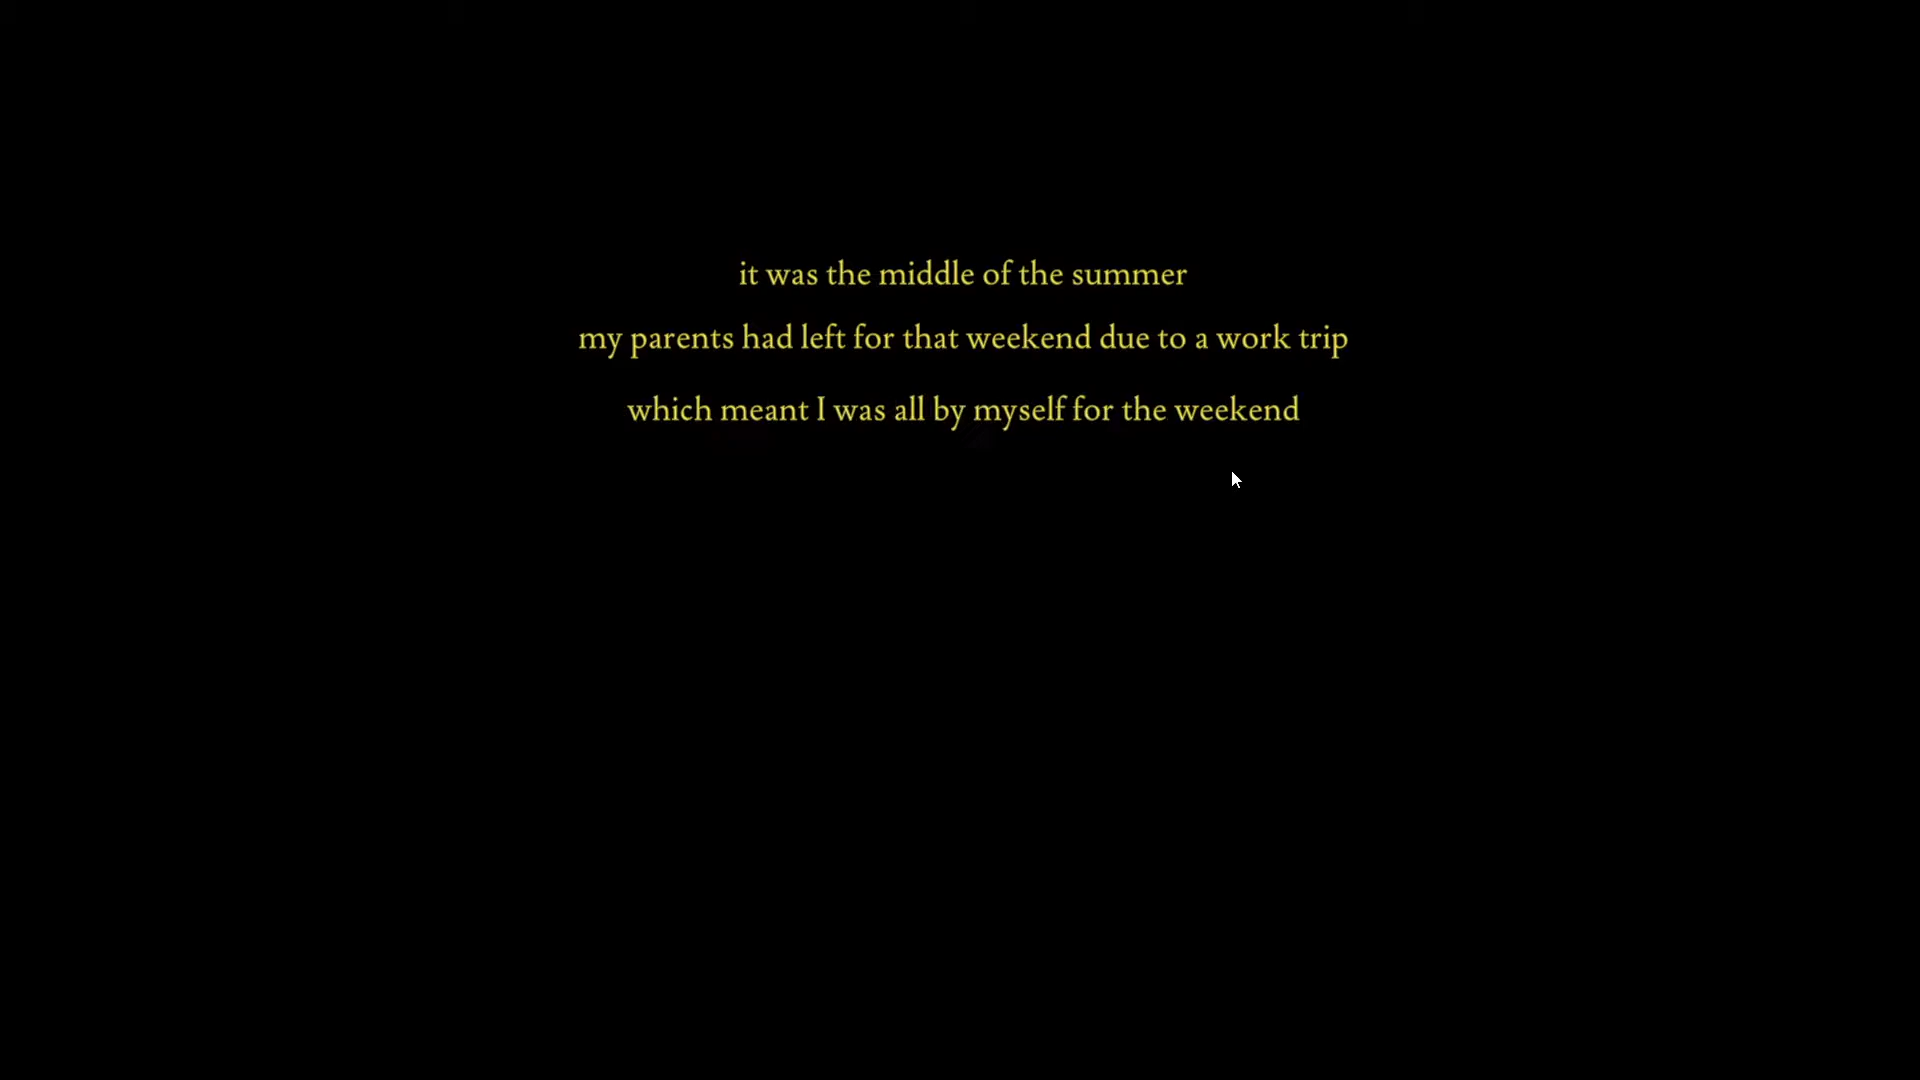 it was the middle of the summer
my parents had left for that weekend due to a work trip
which meant I was all by myself for the weekend